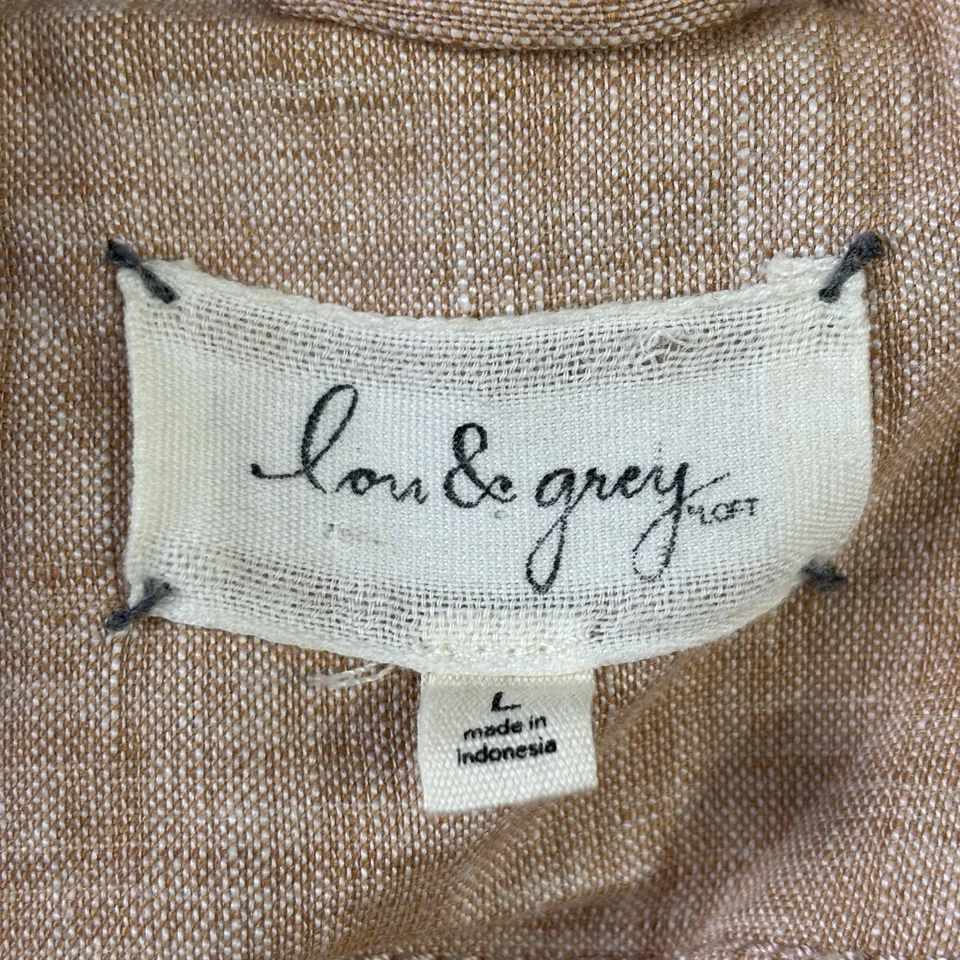 lou & grey
LOFT
L
made in
Indonesia